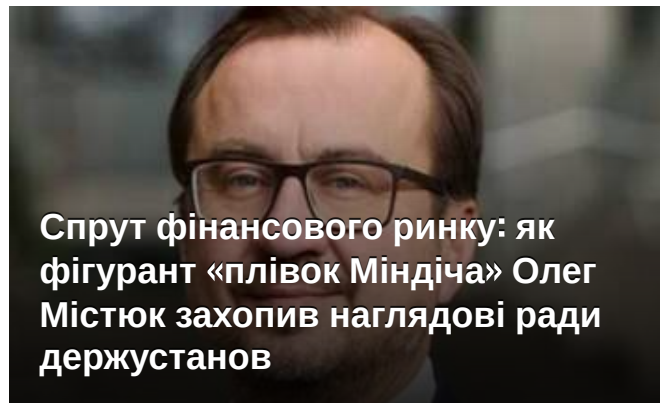 Спрут фінансового ринку: як
фігурант «плівок Міндіча» Олег
Містюк захопив наглядові ради
держустанов